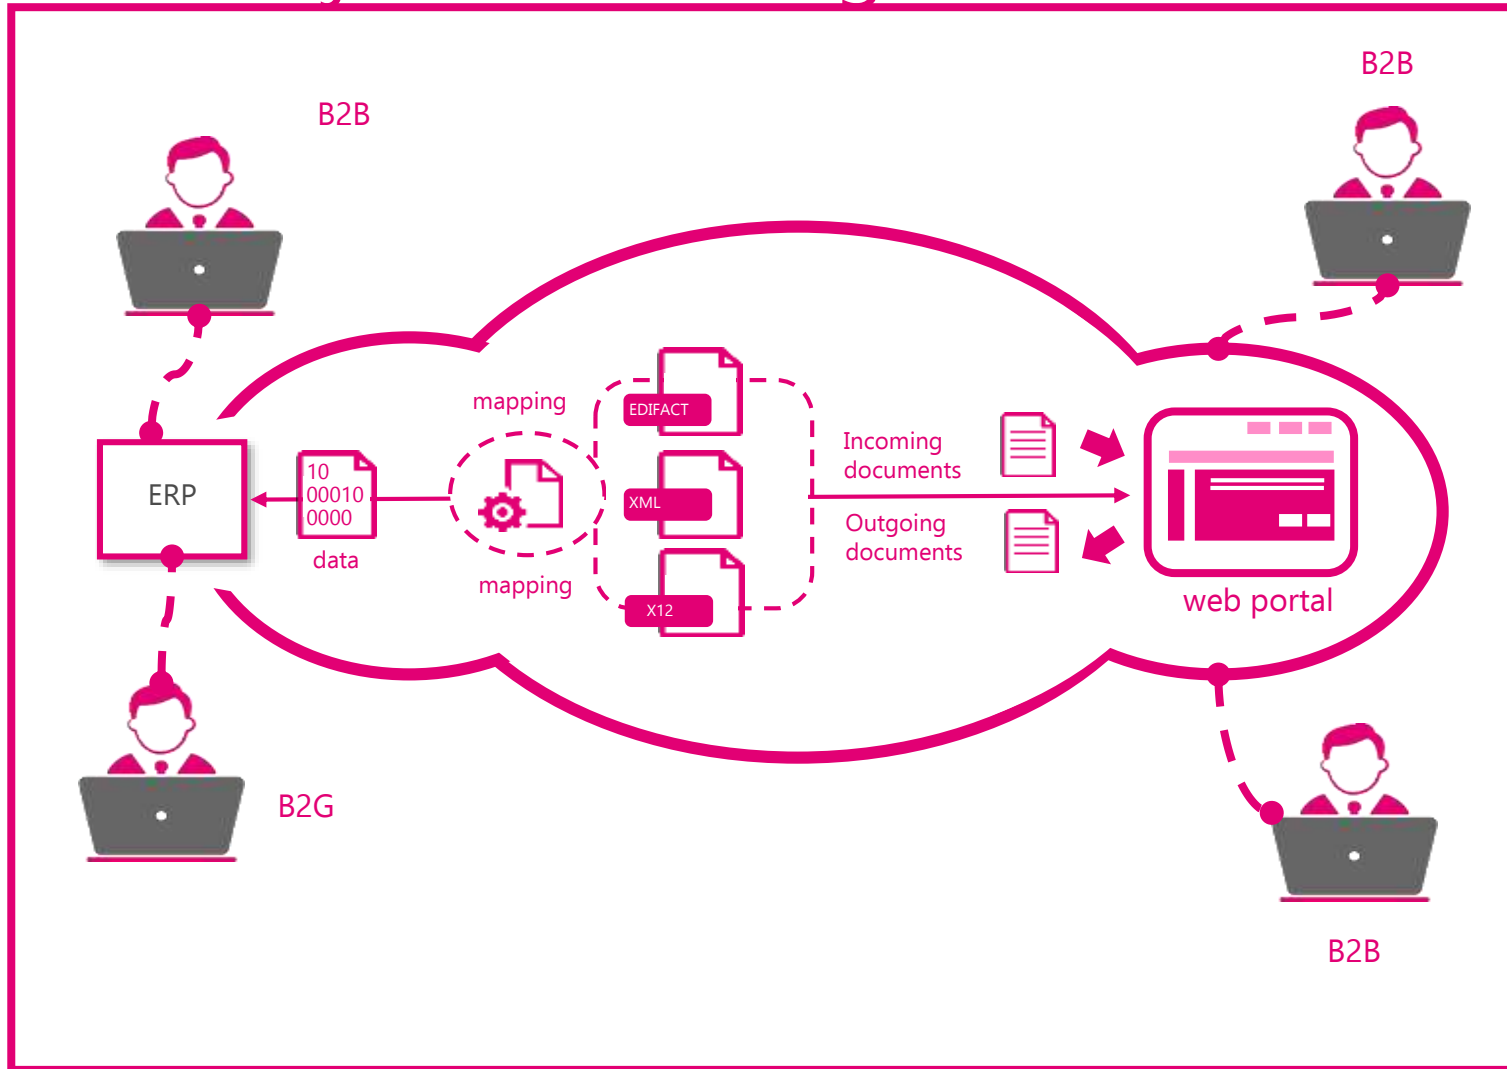 B2B
B2B
mapping
EDIFACT
Incoming
documents
10
00010
0000
ERP
XML
Outgoing
documents
data
mapping
X12
web portal
B2G
B2B